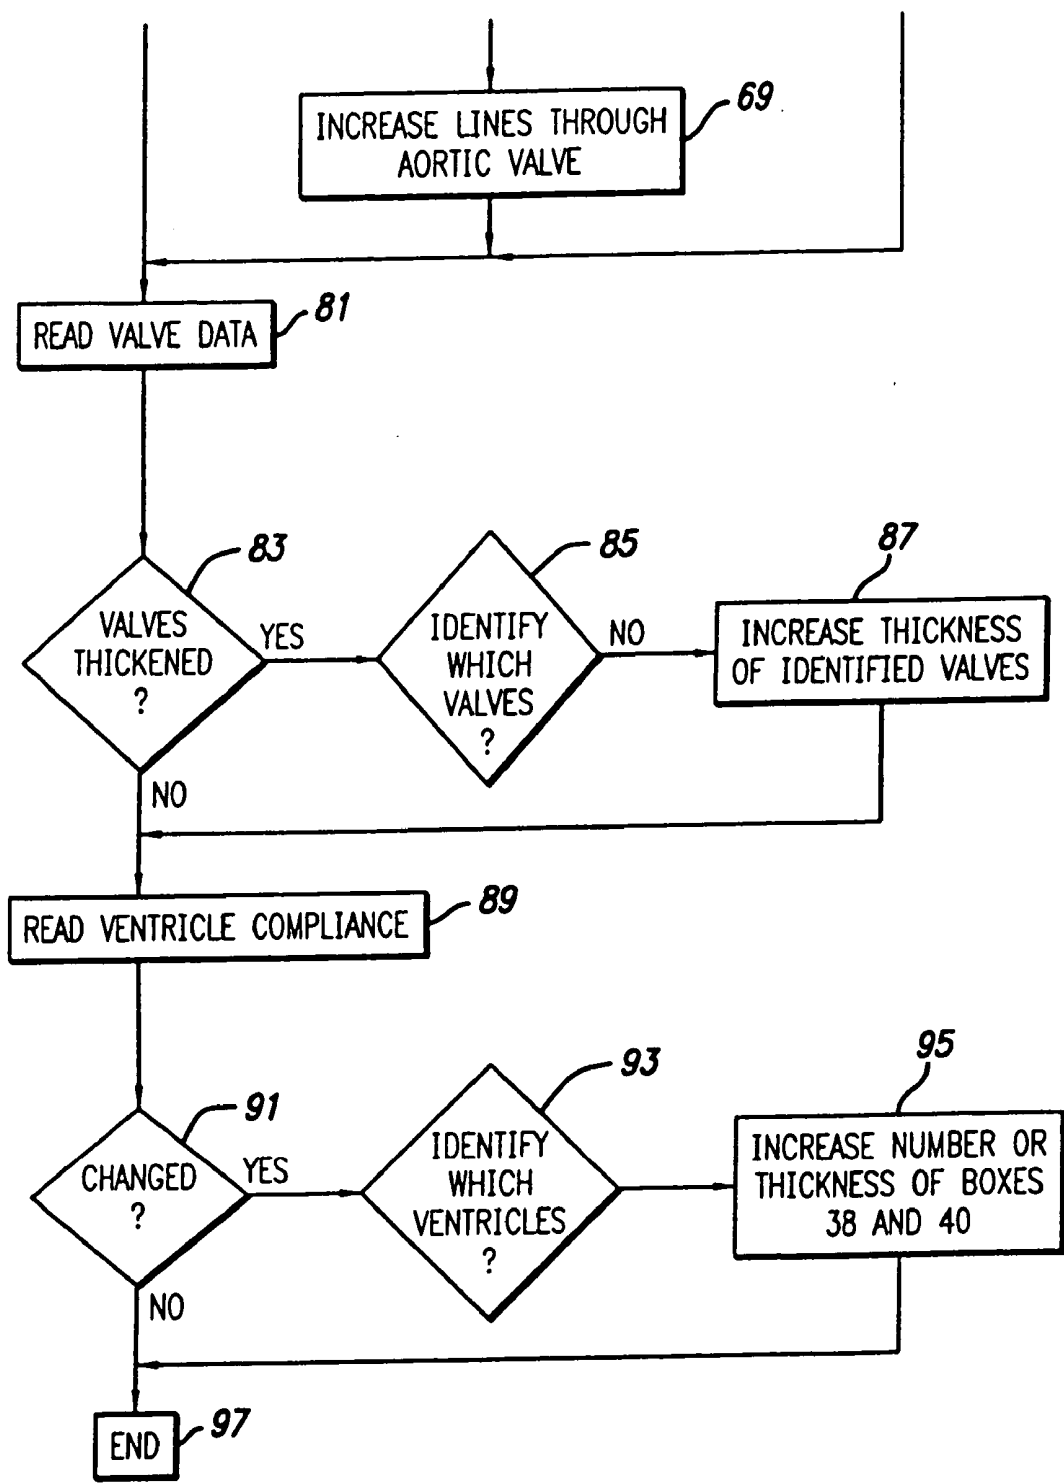 INCREASE LINES THROUGH
AORTIC VALVE
69
READ VALVE DATA
81
VALVES
THICKENED
?
83
YES
NO
IDENTIFY
WHICH
VALVES
?
85
NO
INCREASE THICKNESS
OF IDENTIFIED VALVES
87
READ VENTRICLE COMPLIANCE
89
CHANGED
?
91
YES
NO
IDENTIFY
WHICH
VENTRICLES
?
93
INCREASE NUMBER OR
THICKNESS OF BOXES
38 AND 40
95
END
97